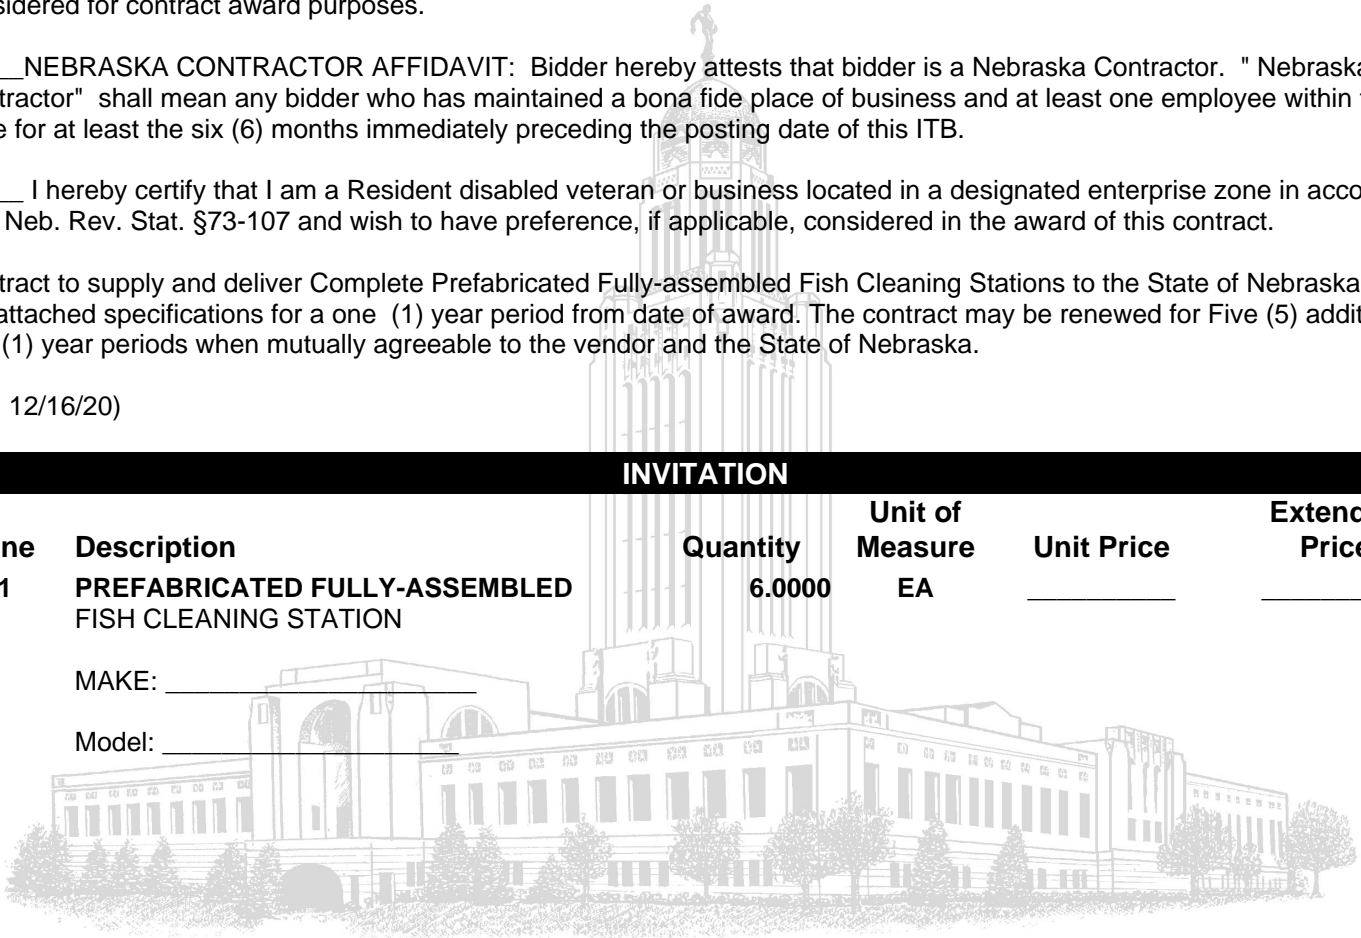 sidered for contract award purposes.
__NEBRASKA CONTRACTOR AFFIDAVIT: Bidder hereby attests that bidder is a Nebraska Contractor. " Nebraska
tractor" shall mean any bidder who has maintained a bona fide place of business and at least one employee within
e for at least the six (6) months immediately preceding the posting date of this ITB.
__ I hereby certify that I am a Resident disabled veteran or business located in a designated enterprise zone in acco
Neb. Rev. Stat. §73-107 and wish to have preference, if applicable, considered in the award of this contract.
tract to supply and deliver Complete Prefabricated Fully-assembled Fish Cleaning Stations to the State of Nebraska
attached specifications for a one (1) year period from date of award. The contract may be renewed for Five (5) addit
(1) year periods when mutually agreeable to the vendor and the State of Nebraska.
12/16/20)
INVITATION
ne Description Quantity Unit of Measure Unit Price Extend Price
1 PREFABRICATED FULLY-ASSEMBLED 6.0000 EA __________ _______
FISH CLEANING STATION
MAKE: _____________________
Model: ____________________